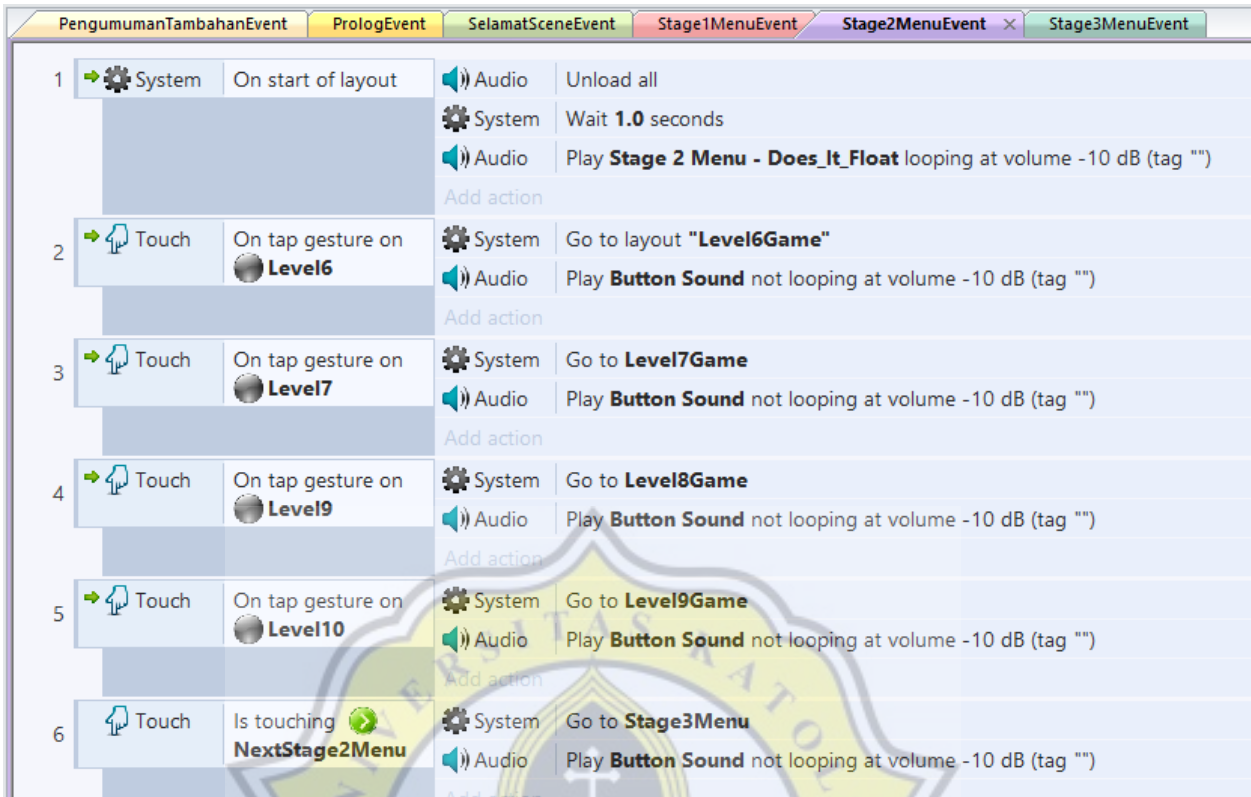 PengumumanTambahanEvent PrologEvent SelamatSceneEvent Stage1MenuEvent Stage2MenuEvent × Stage3MenuEvent
1 System On start of layout Audio Unload all
System Wait 1.0 seconds
Audio Play Stage 2 Menu - Does_It_Float looping at volume -10 dB (tag "")
Add action
2 Touch On tap gesture on System Go to layout "Level6Game"
Level6 Audio Play Button Sound not looping at volume -10 dB (tag "")
Add action
3 Touch On tap gesture on System Go to Level7Game
Level7 Audio Play Button Sound not looping at volume -10 dB (tag "")
Add action
4 Touch On tap gesture on System Go to Level8Game
Level9 Audio Play Button Sound not looping at volume -10 dB (tag "")
Add action
5 Touch On tap gesture on System Go to Level9Game
Level10 Audio Play Button Sound not looping at volume -10 dB (tag "")
Add action
6 Touch Is touching System Go to Stage3Menu
NextStage2Menu Audio Play Button Sound not looping at volume -10 dB (tag "")
Add action